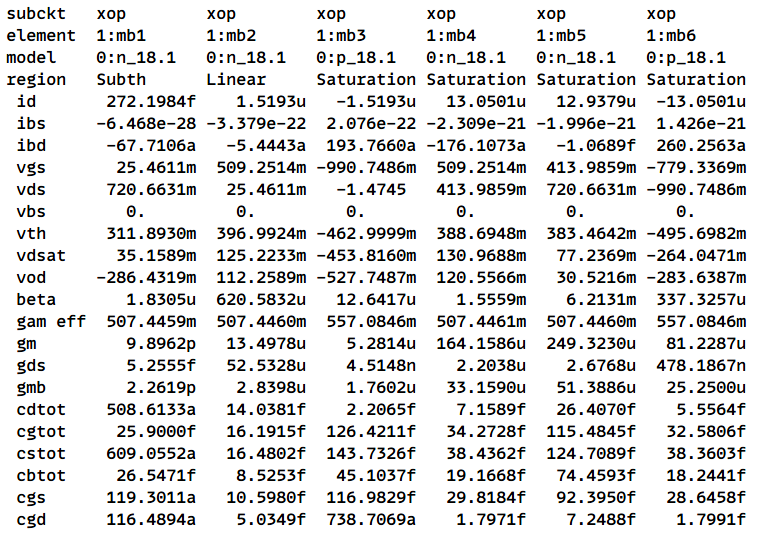 subckt xop xop xop xop xop xop
element 1:mb1 1:mb2 1:mb3 1:mb4 1:mb5 1:mb6
model 0:n_18.1 0:n_18.1 0:p_18.1 0:n_18.1 0:n_18.1 0:p_18.1
region Subth Linear Saturation Saturation Saturation Saturation
id 272.1984f 1.5193u -1.5193u 13.0501u 12.9379u -13.0501u
ibs -6.468e-28 -3.379e-22 2.076e-22 -2.309e-21 -1.996e-21 1.426e-21
ibd -67.7106a -5.4443a 193.7660a -176.1073a -1.0689f 260.2563a
vgs 25.4611m 509.2514m -990.7486m 509.2514m 413.9859m -779.3369m
vds 720.6631m 25.4611m -1.4745 413.9859m 720.6631m -990.7486m
vbs 0. 0. 0. 0. 0. 0.
vth 311.8930m 396.9924m -462.9999m 388.6948m 383.4642m -495.6982m
vdsat 35.1589m 125.2233m -453.8160m 130.9688m 77.2369m -264.0471m
vod -286.4319m 112.2589m -527.7487m 120.5566m 30.5216m -283.6387m
beta 1.8305u 620.5832u 12.6417u 1.5559m 6.2131m 337.3257u
gam eff 507.4459m 507.4460m 557.0846m 507.4461m 507.4460m 557.0846m
gm 9.8962p 13.4978u 5.2814u 164.1586u 249.3230u 81.2287u
gds 5.2555f 52.5328u 4.5148n 2.2038u 2.6768u 478.1867n
gmb 2.2619p 2.8398u 1.7602u 33.1590u 51.3886u 25.2500u
cdtot 508.6133a 14.0381f 2.2065f 7.1589f 26.4070f 5.5564f
cgtot 25.9000f 16.1915f 126.4211f 34.2728f 115.4845f 32.5806f
cstot 609.0552a 16.4802f 143.7326f 38.4362f 124.7089f 38.3603f
cbtot 26.5471f 8.5253f 45.1037f 19.1668f 74.4593f 18.2441f
cgs 119.3011a 10.5980f 116.9829f 29.8184f 92.3950f 28.6458f
cgd 116.4894a 5.0349f 738.7069a 1.7971f 7.2488f 1.7991f